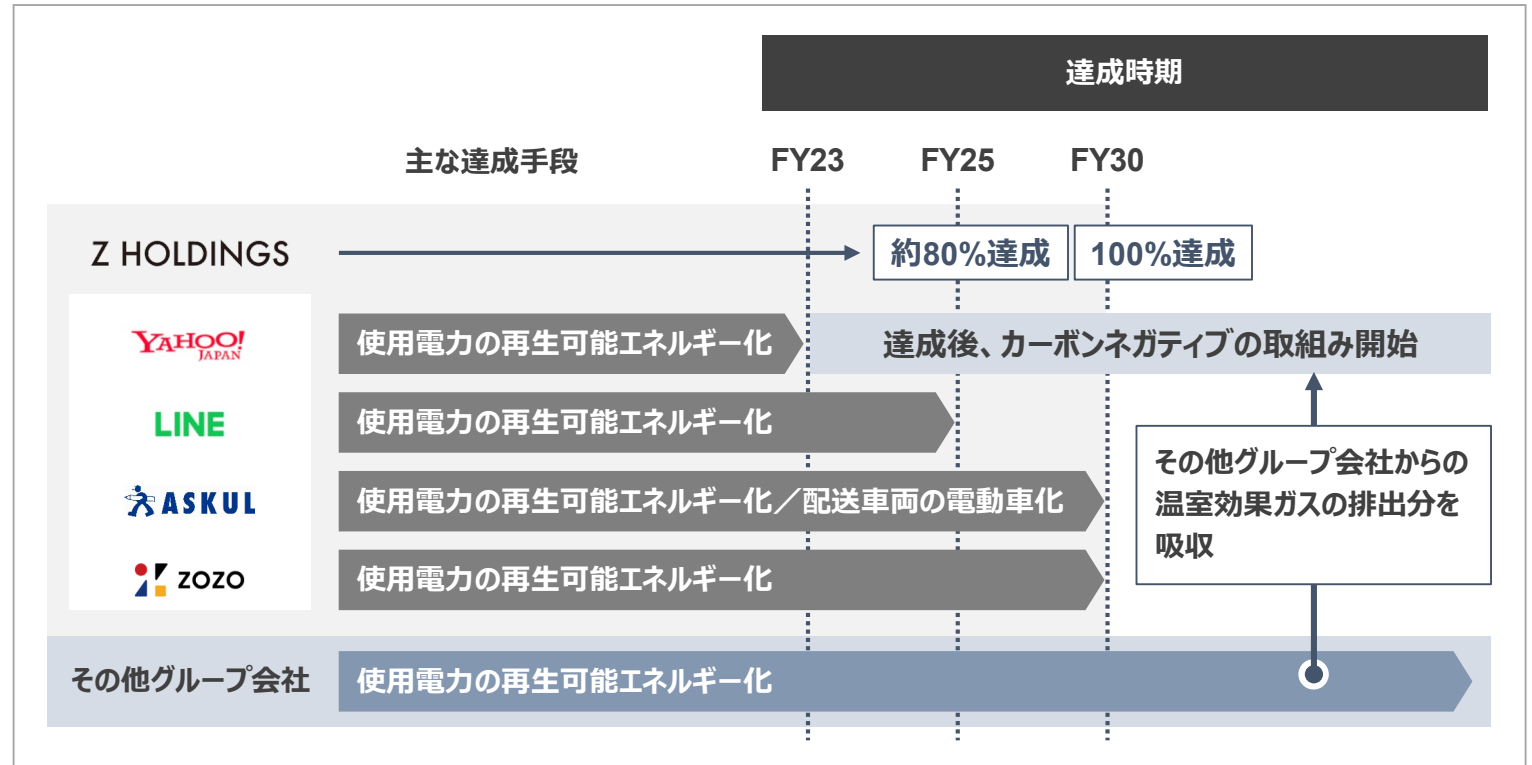 達成時期
主な達成手段
FY23
FY25
FY30
Z HOLDINGS
約80%達成
100%達成
YAHOO!
JAPAN
使用電力の再生可能エネルギー化
達成後、カーボンネガティブの取組み開始
LINE
使用電力の再生可能エネルギー化
ASKUL
使用電力の再生可能エネルギー化／配送車両の電動車化
ZOZO
使用電力の再生可能エネルギー化
その他グループ会社からの
温室効果ガスの排出分を
吸収
その他グループ会社
使用電力の再生可能エネルギー化